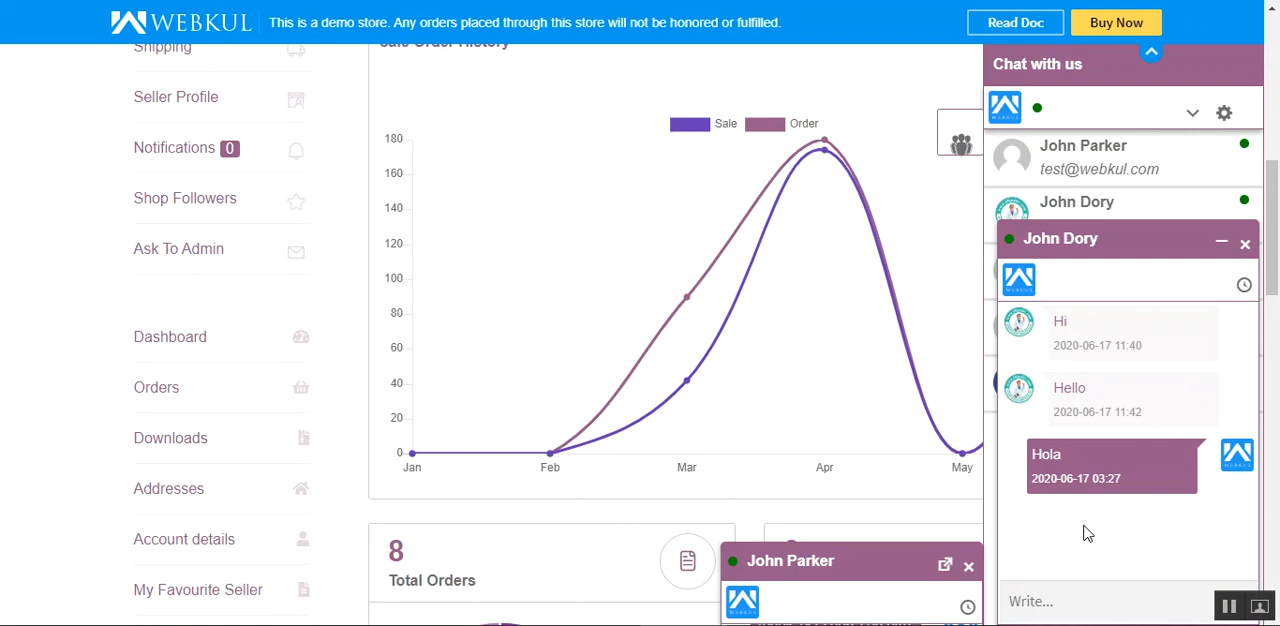 WEBKUL This is a demo store. Any orders placed through this store will not be honored or fulfilled. Read Doc Buy Now
Shipping
Seller Profile
Notifications 0
Shop Followers
Ask To Admin
Dashboard
Orders
Downloads
Addresses
Account details
My Favourite Seller
Sale Order History
Sale Order
180
160
140
120
100
80
60
40
20
0
Jan Feb Mar Apr May
8
Total Orders
John Parker
Chat with us
John Parker
test@webkul.com
John Dory
John Dory
Hi
2020-06-17 11:40
Hello
2020-06-17 11:42
Hola
2020-06-17 03:27
Write...